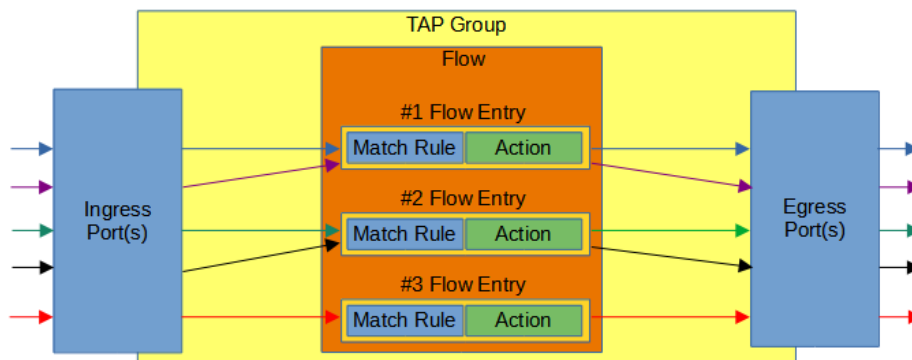 TAP Group
Flow
#1 Flow Entry
Match Rule Action
Ingress
Port(s)
#2 Flow Entry
Match Rule Action
Egress
Port(s)
#3 Flow Entry
Match Rule Action